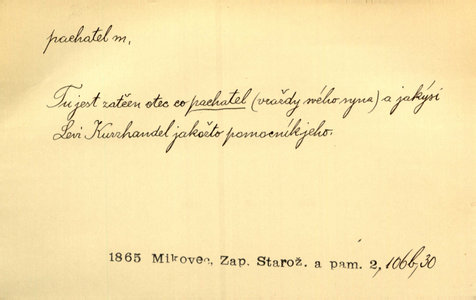 pachatel m,
Tu jest zatčen otec co pachatel (vraždy svého syna) a jakýsi
Levi Kurzhandel jakožto pomocník jeho.
1865 Mikovec, Zap. Starož. a pam. 2, 106b, 30